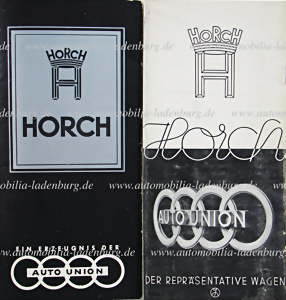 HORCH
HORCH
www.automobilia-ladenburg.de
HORCH
Horch
www.automobilia-ladenburg.de
www.automobilia-ladenburg.de
AUTO UNION
EIN ERZEUGNIS DER
AUTO UNION
DER REPRÄSENTATIVE WAGEN